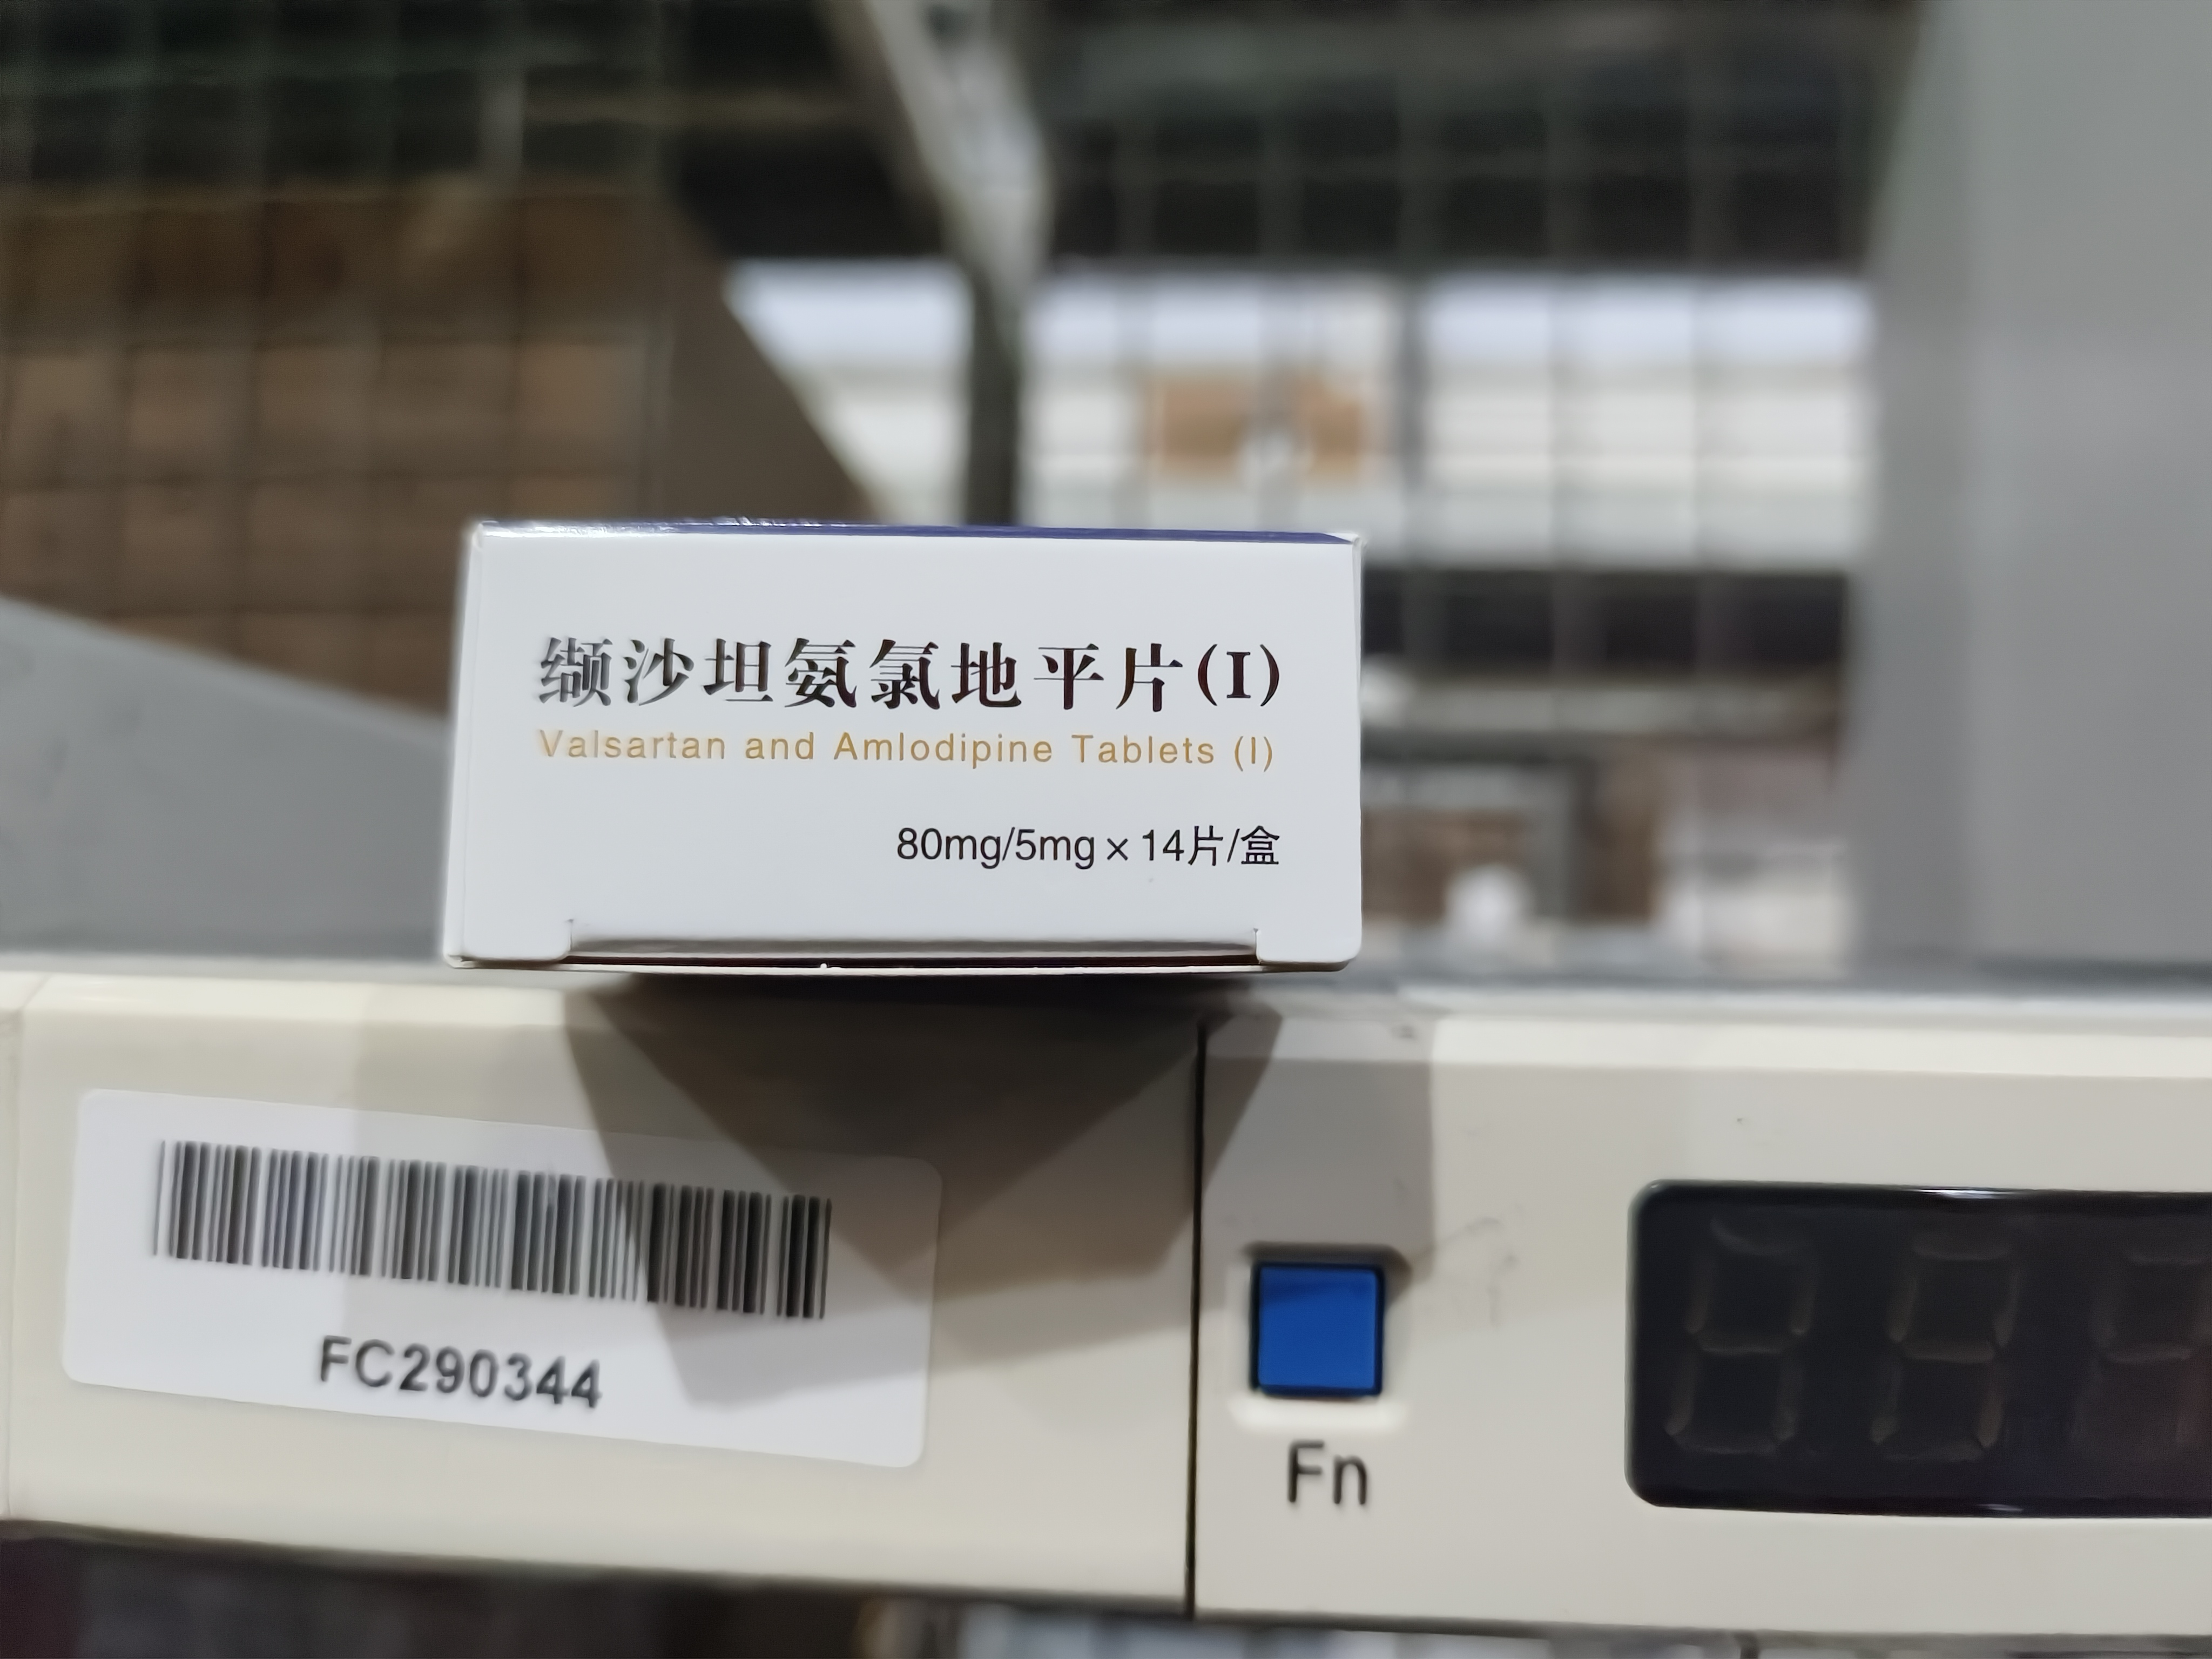 缬沙坦氨氯地平片(I)
Valsartan and Amlodipine Tablets (I)
80mg/5mg×14片/盒
FC290344
Fn